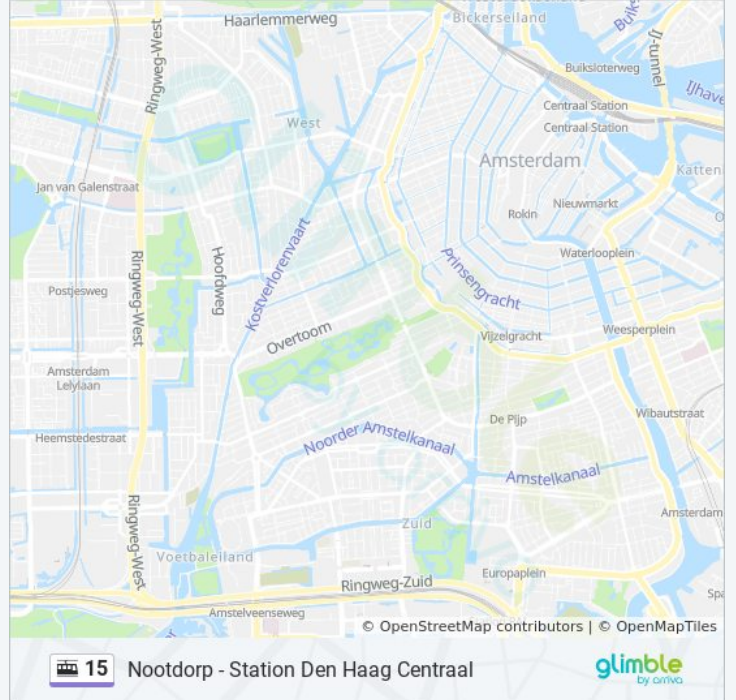 Haarlemmerweg
Bickerseiland
Buiks
IJ-tunnel
Ringweg-West
Buiksloterweg
IJhave
Centraal Station
West
Centraal Station
Amsterdam
Katten
Jan van Galenstraat
Nieuwmarkt
Rokin
O
Waterlooplein
Hoofdweg
Kostverlorenvaart
Prinsengracht
Postjesweg
Ringweg-West
Overtoom
Vijzelgracht
Weesperplein
Amsterdam
Lelylaan
De Pijp
Wibautstraat
Heemstedestraat
Noorder Amstelkanaal
Amstelkanaal
Ringweg-West
Amsterdam
Zuid
Voetbaleiland
Europaplein
Ringweg-Zuid
Spa
Amstelveenseweg
© OpenStreetMap contributors | © OpenMapTiles
15 Nootdorp - Station Den Haag Centraal
glimble
by arriva